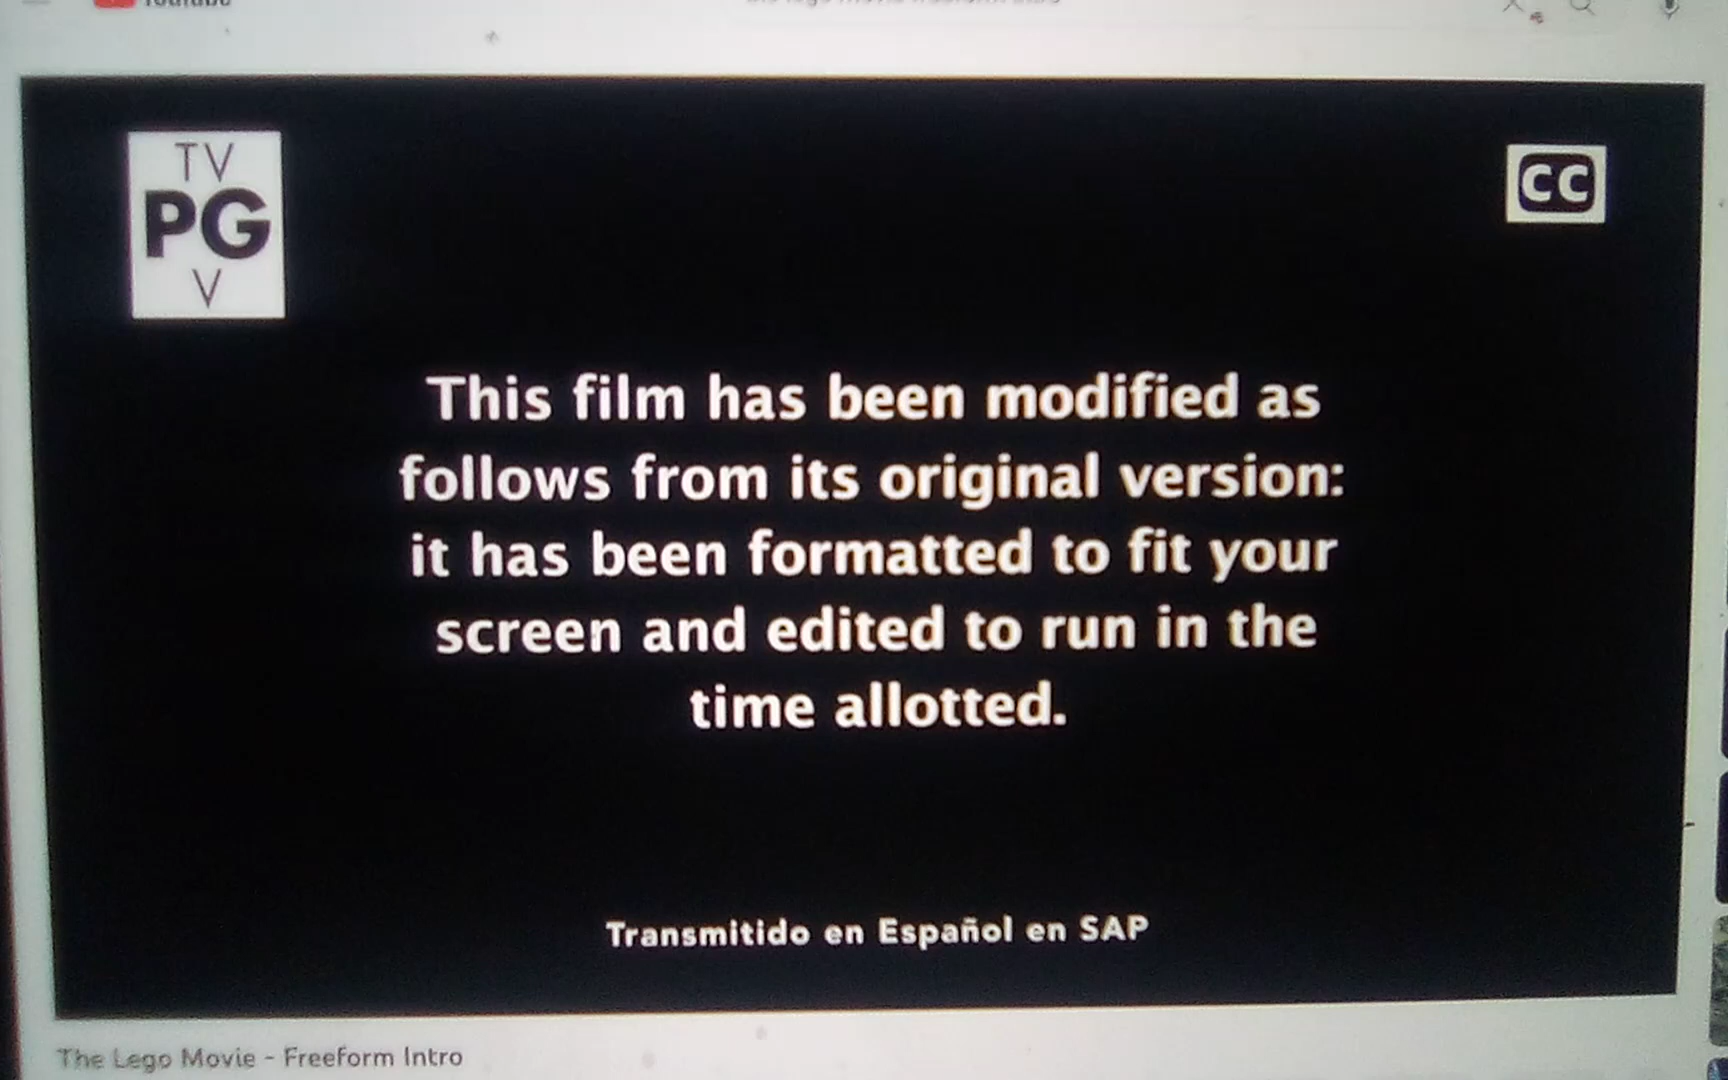 YouTube
TV
PG
V
CC
This film has been modified as
follows from its original version:
it has been formatted to fit your
screen and edited to run in the
time allotted.
Transmitido en Español en SAP
The Lego Movie - Freeform Intro